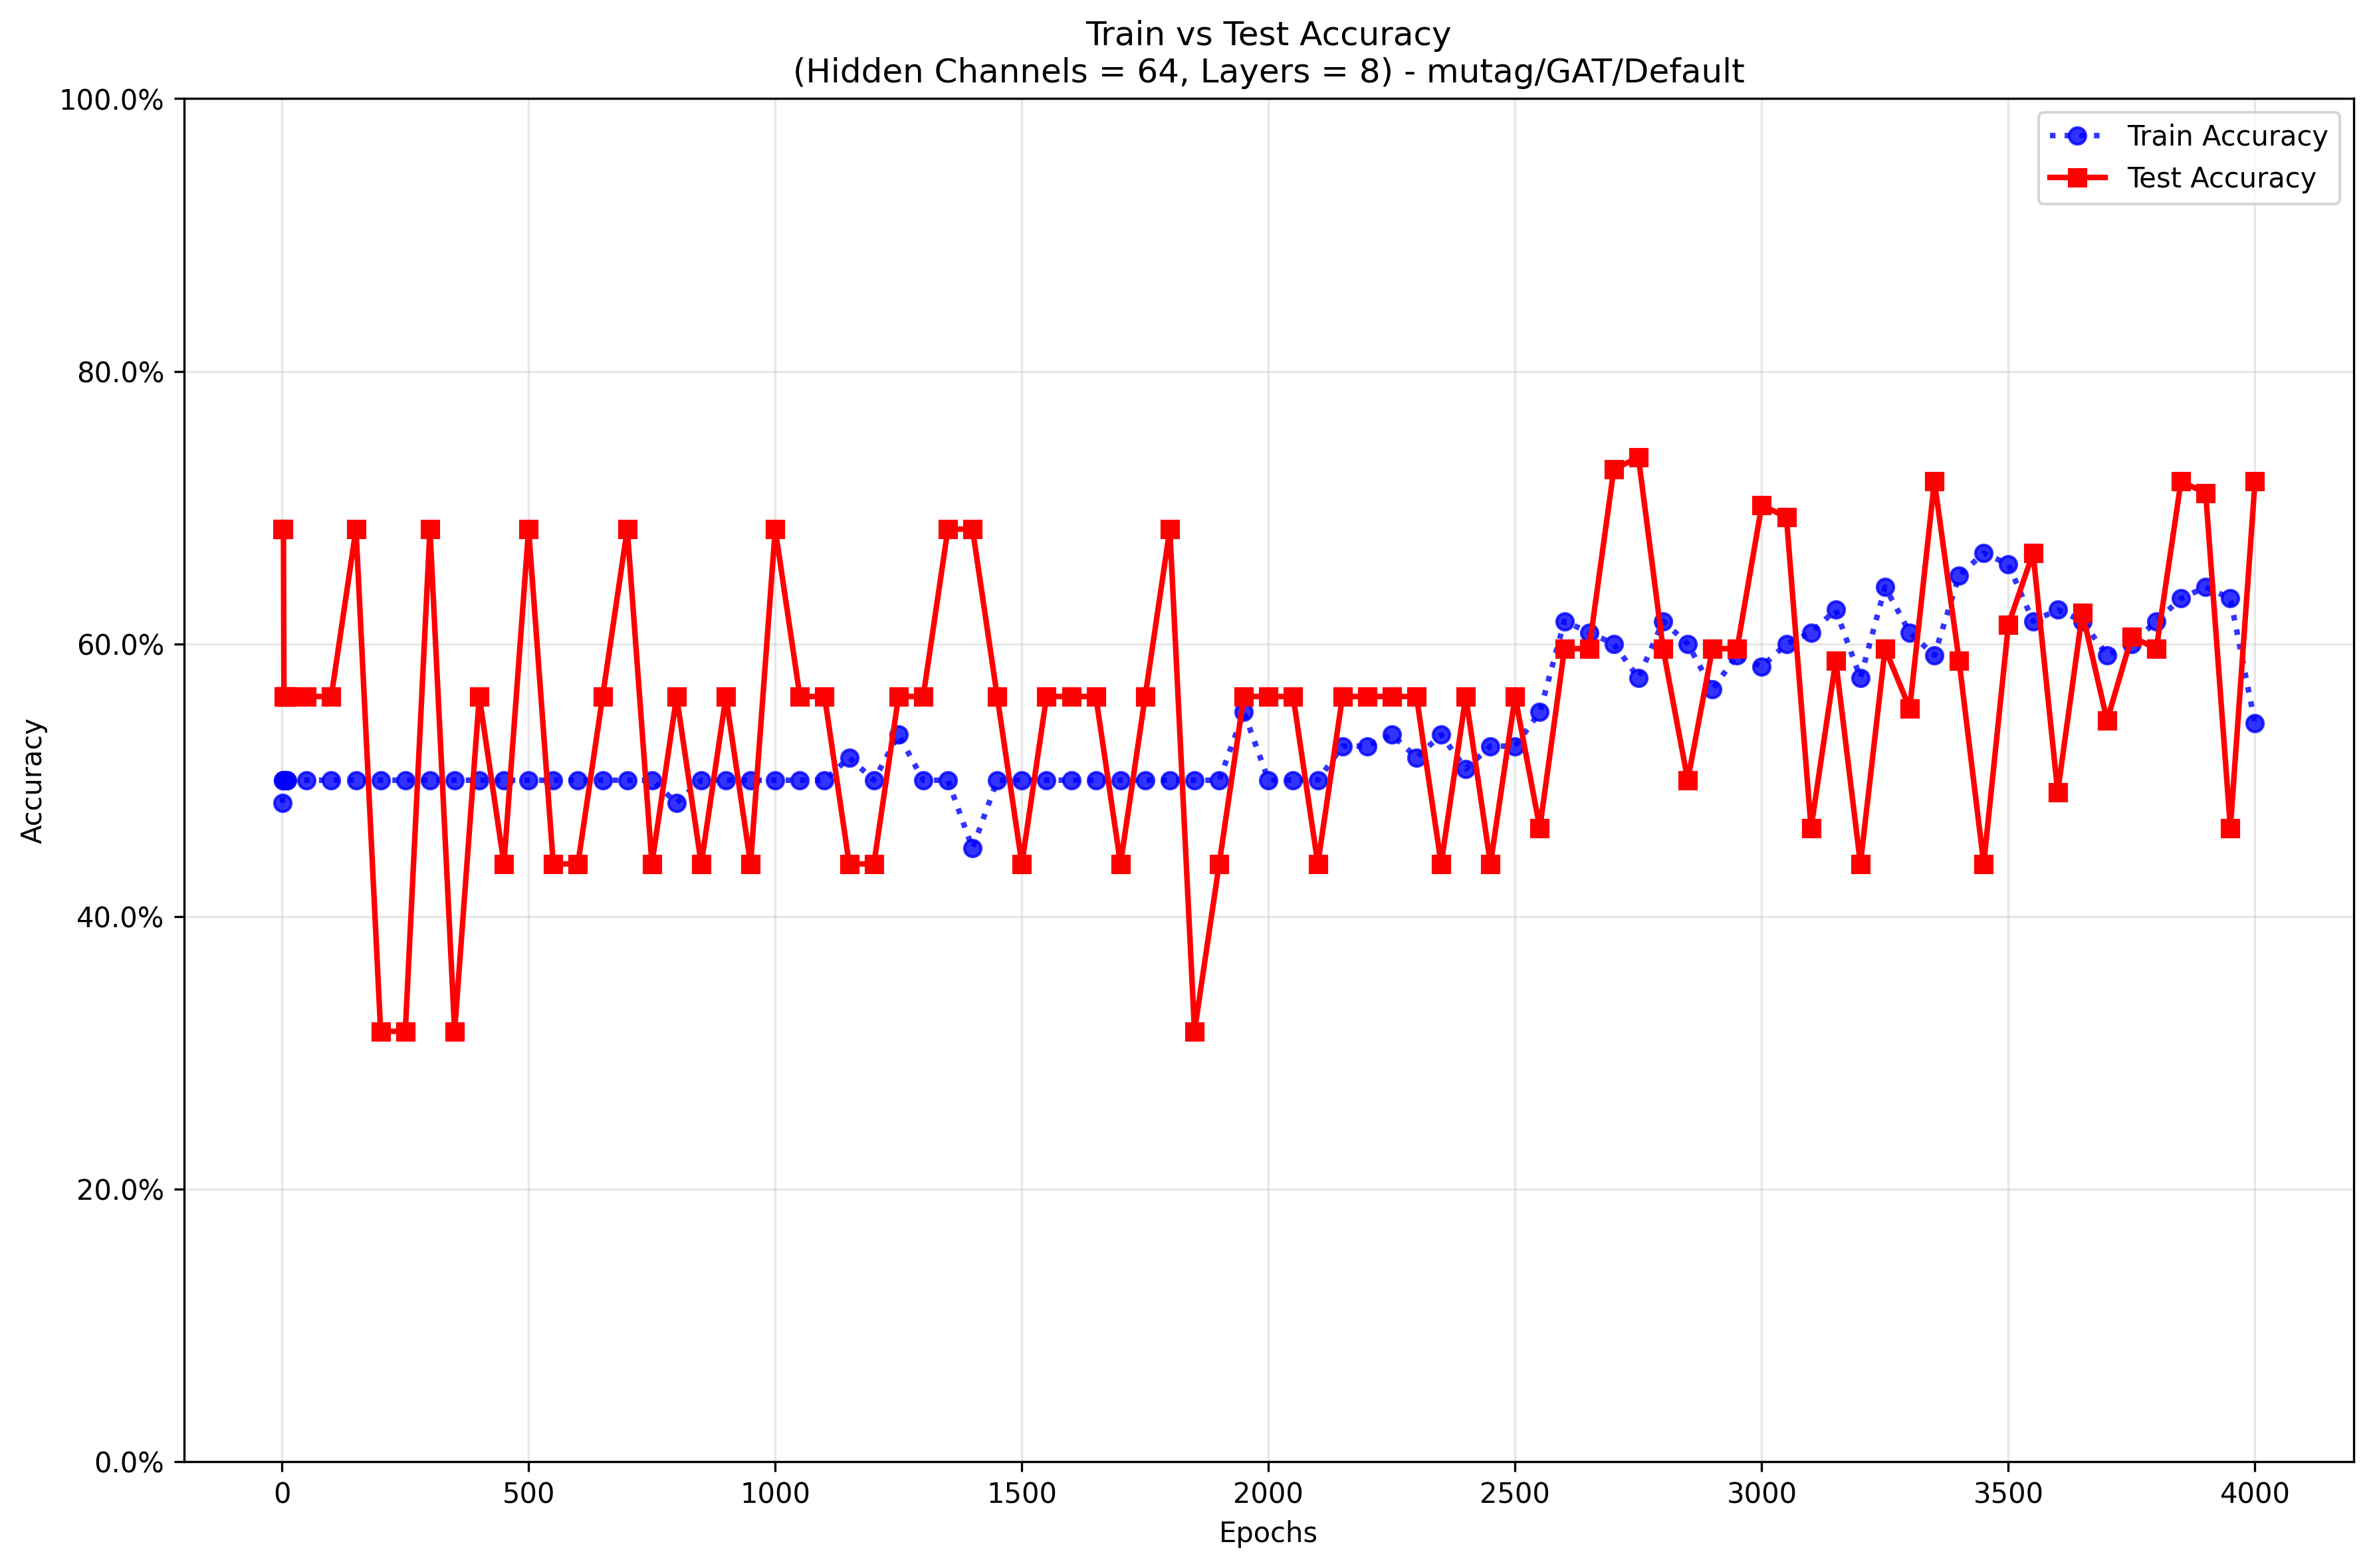 Train vs Test Accuracy
(Hidden Channels = 64, Layers = 8) - mutag/GAT/Default
100.0%
80.0%
60.0%
40.0%
20.0%
0.0%
Accuracy
Train Accuracy
Test Accuracy
0 500 1000 1500 2000 2500 3000 3500 4000
Epochs